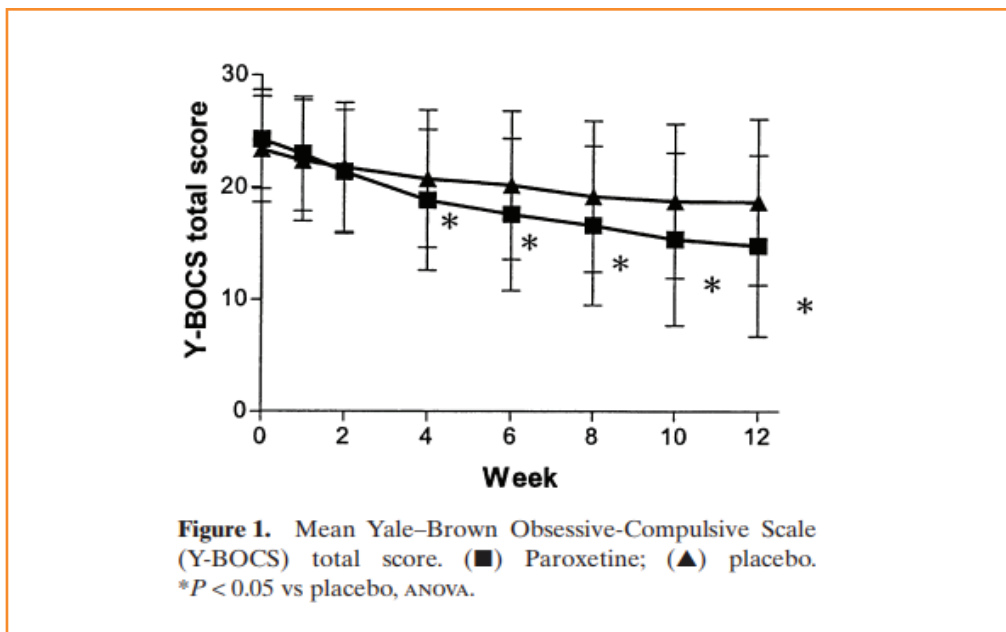 30
20
10
0
Y-BOCS total score
*
*
*
*
*
0 2 4 6 8 10 12
Week
Figure 1. Mean Yale–Brown Obsessive-Compulsive Scale
(Y-BOCS) total score. (■) Paroxetine; (▲) placebo.
*P < 0.05 vs placebo, ANOVA.